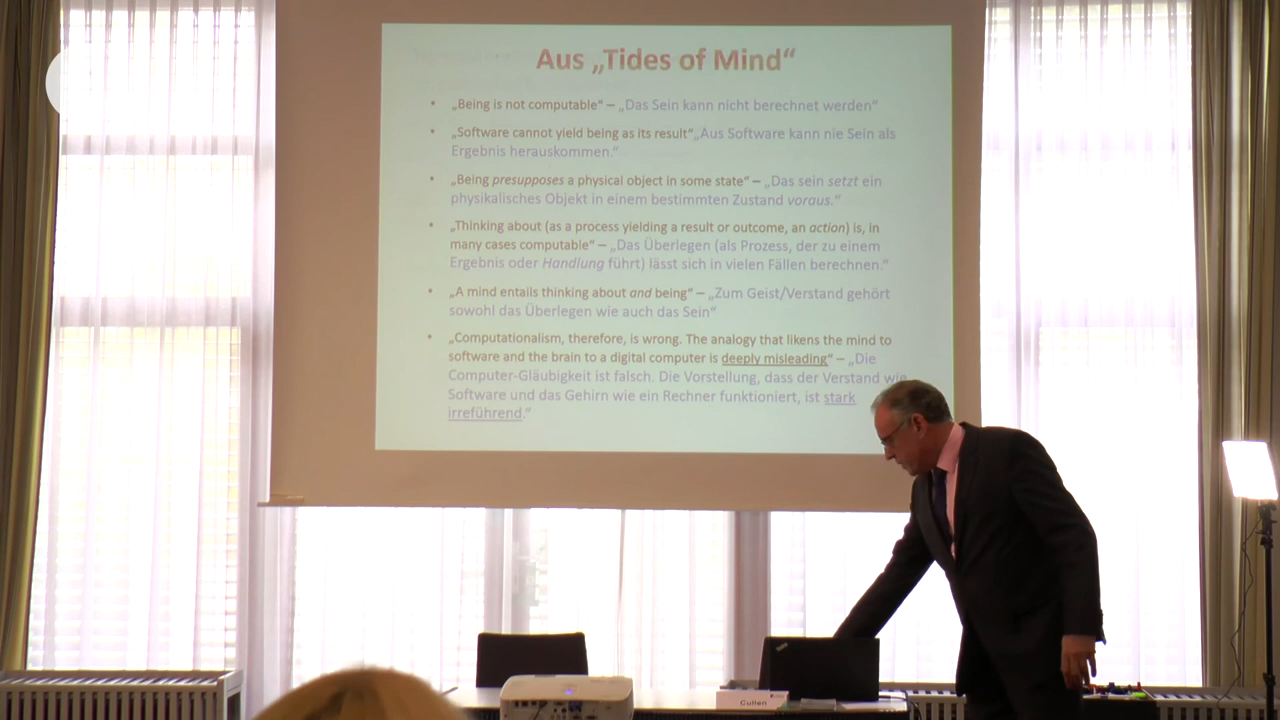 Aus „Tides of Mind“
• „Being is not computable“ – „Das Sein kann nicht berechnet werden“
• „Software cannot yield being as its result“„Aus Software kann nie Sein als
Ergebnis herauskommen.“
• „Being presupposes a physical object in some state“ – „Das sein setzt ein
physikalisches Objekt in einem bestimmten Zustand voraus.“
• „Thinking about (as a process yielding a result or outcome, an action) is, in
many cases computable“ – „Das Überlegen (als Prozess, der zu einem
Ergebnis oder Handlung führt) lässt sich in vielen Fällen berechnen.“
• „A mind entails thinking about and being“ – „Zum Geist/Verstand gehört
sowohl das Überlegen wie auch das Sein“
• „Computationalism, therefore, is wrong. The analogy that likens the mind to
software and the brain to a digital computer is deeply misleading“ – „Die
Computer-Gläubigkeit ist falsch. Die Vorstellung, dass der Verstand wie
Software und das Gehirn wie ein Rechner funktioniert, ist stark
irreführend.“
Cullen